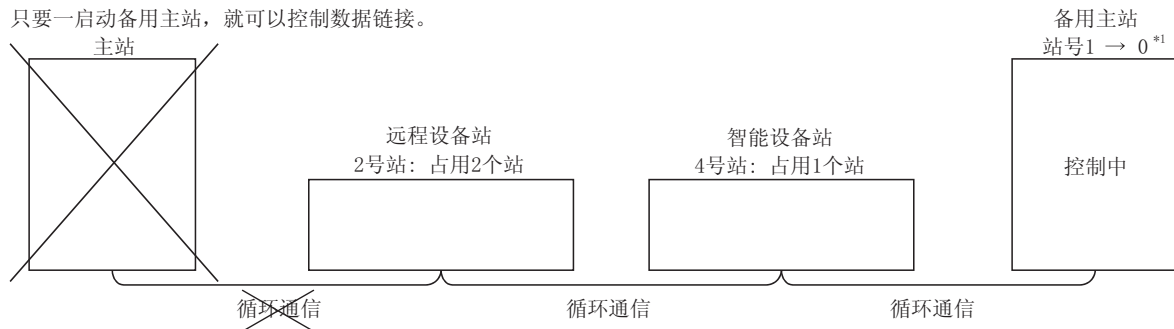 只要一启动备用主站，就可以控制数据链接。
主站
备用主站
站号1 → 0*1
远程设备站
2号站: 占用2个站
智能设备站
4号站: 占用1个站
控制中
循环通信
循环通信
循环通信